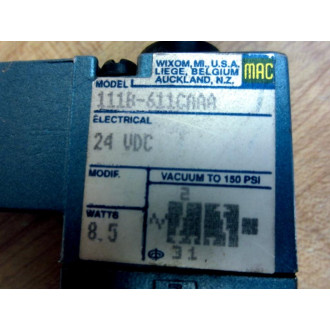 WIXOM, MI., U.S.A.
LIEGE, BELGIUM
AUCKLAND, N.Z.
MAC
MODEL
111B-611CAAA
ELECTRICAL
24 VDC
MODIF.
VACUUM TO 150 PSI
WATTS
8.5
2
31